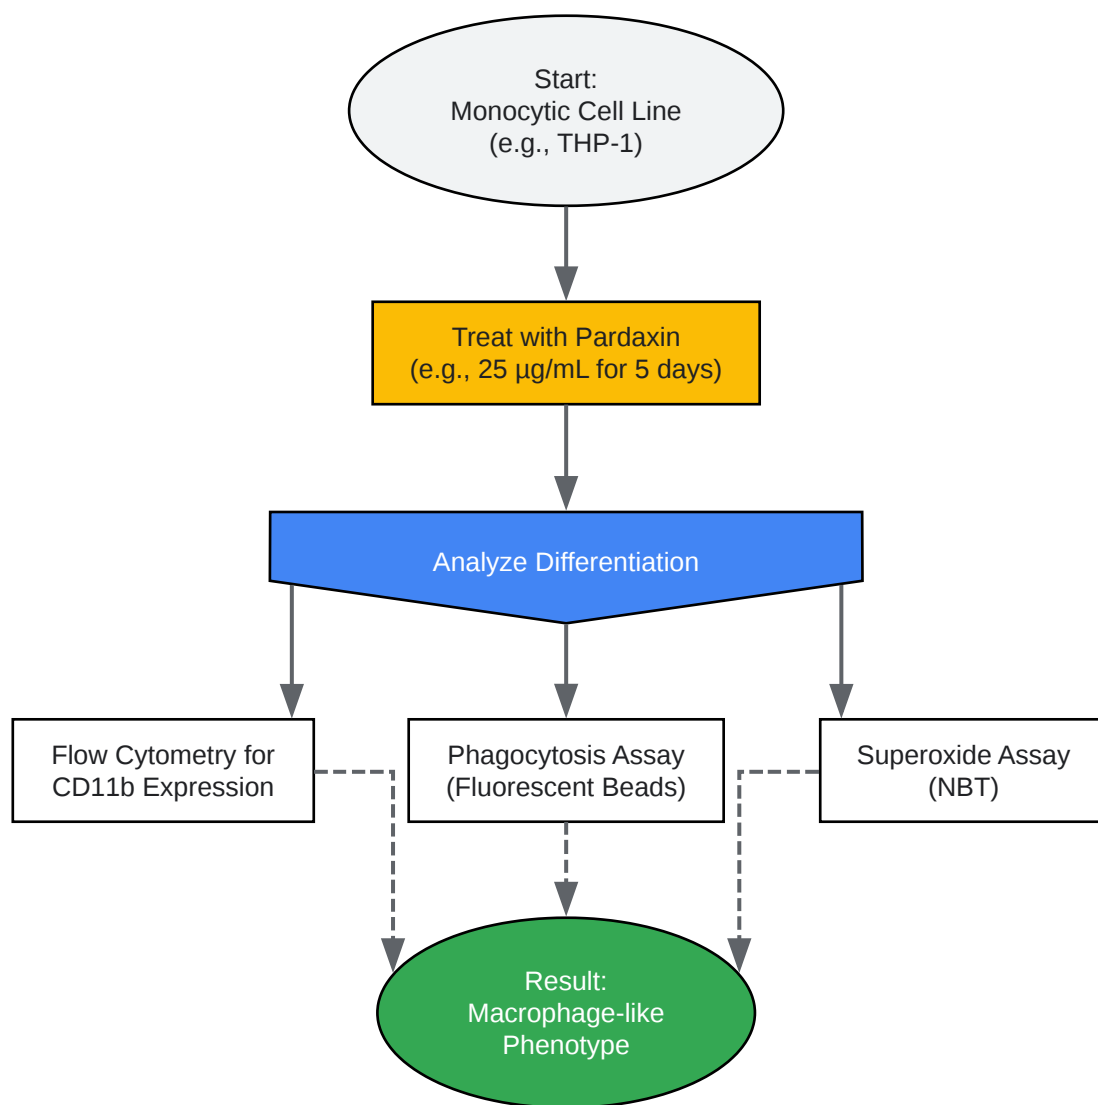 Start:
Monocytic Cell Line
(e.g., THP-1)
Treat with Pardaxin
(e.g., 25 µg/mL for 5 days)
Analyze Differentiation
Flow Cytometry for
CD11b Expression
Phagocytosis Assay
(Fluorescent Beads)
Superoxide Assay
(NBT)
Result:
Macrophage-like
Phenotype